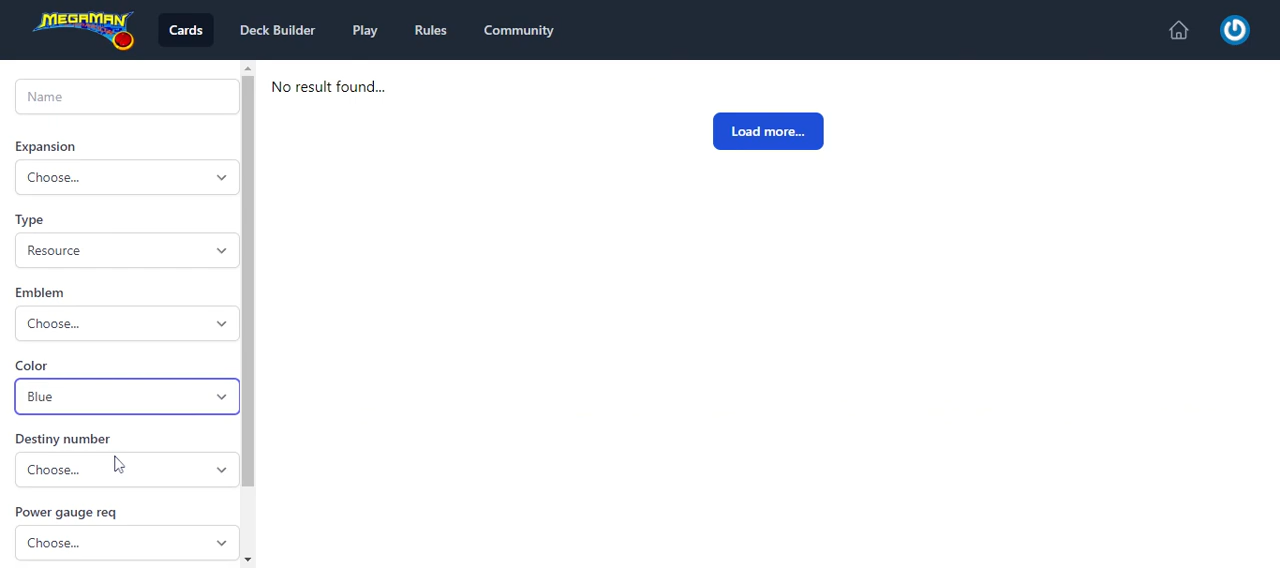 MEGAMAN
Cards
Deck Builder
Play
Rules
Community
Name
No result found...
Load more...
Expansion
Choose...
Type
Resource
Emblem
Choose...
Color
Blue
Destiny number
Choose...
Power gauge req
Choose...